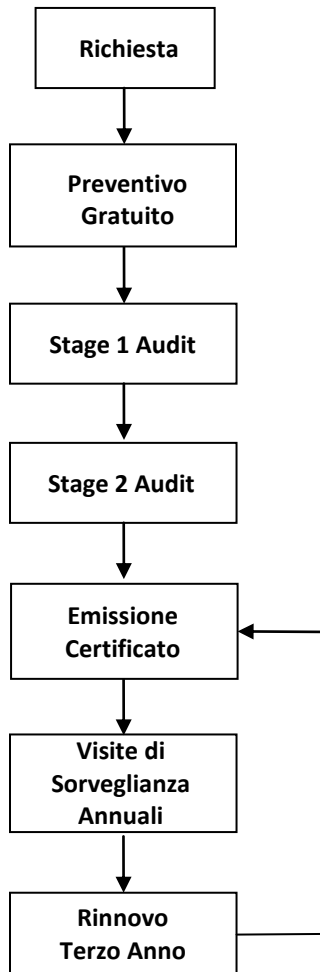 Richiesta
Preventivo
Gratuito
Stage 1 Audit
Stage 2 Audit
Emissione
Certificato
Visite di
Sorveglianza
Annuali
Rinnovo
Terzo Anno